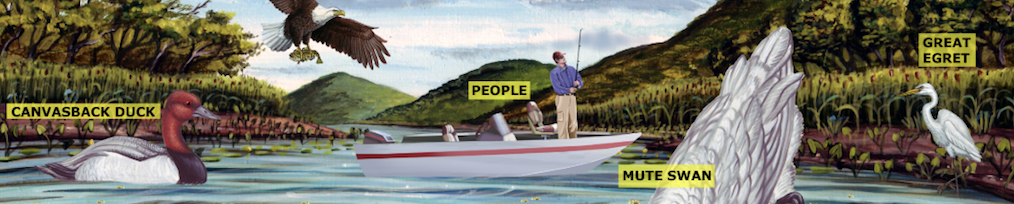 CANVASBACK DUCK
PEOPLE
MUTE SWAN
GREAT
EGRET